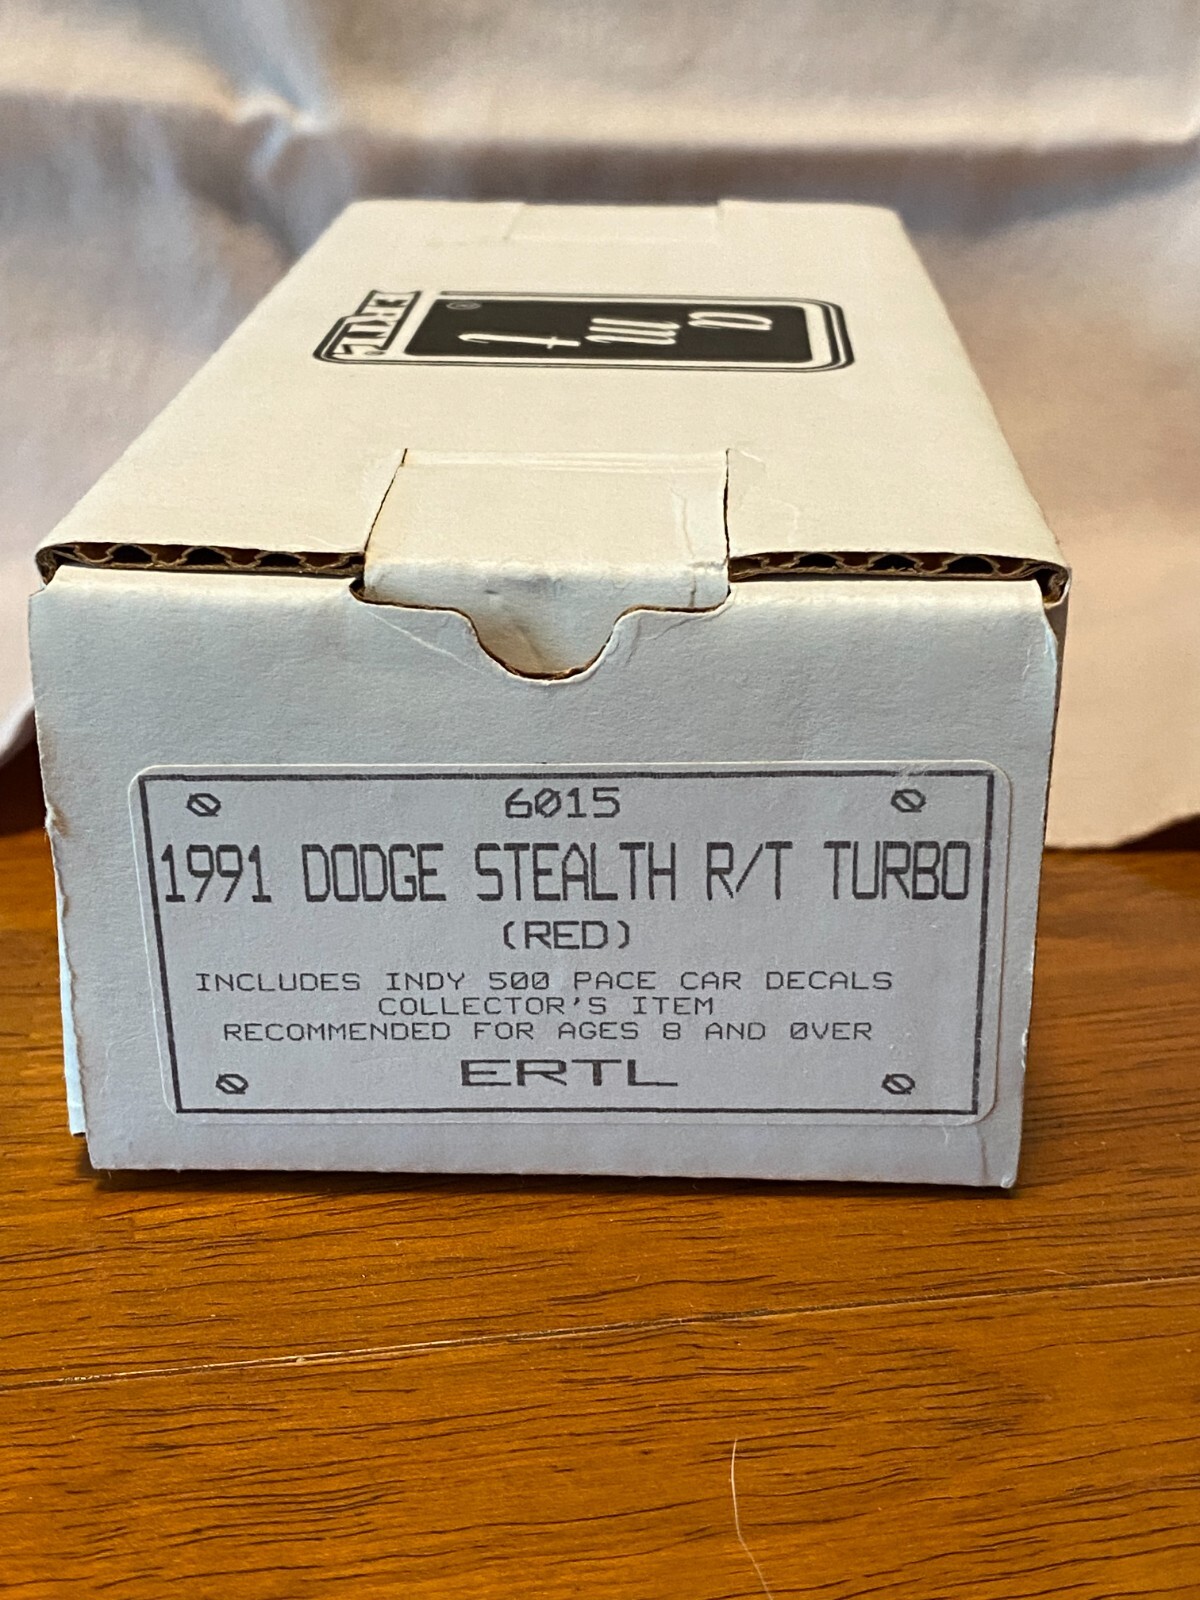 amt
®
ERTL
6015
1991 DODGE STEALTH R/T TURBO
(RED)
INCLUDES INDY 500 PACE CAR DECALS
COLLECTOR'S ITEM
RECOMMENDED FOR AGES 8 AND 0VER
ERTL